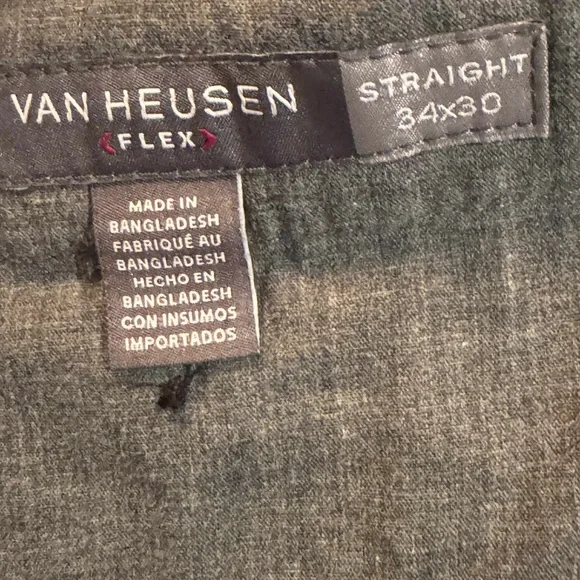 VAN HEUSEN
FLEX
STRAIGHT
34x30
MADE IN
BANGLADESH
FABRIQUÉ AU
BANGLADESH
HECHO EN
BANGLADESH
CON INSUMOS
IMPORTADOS